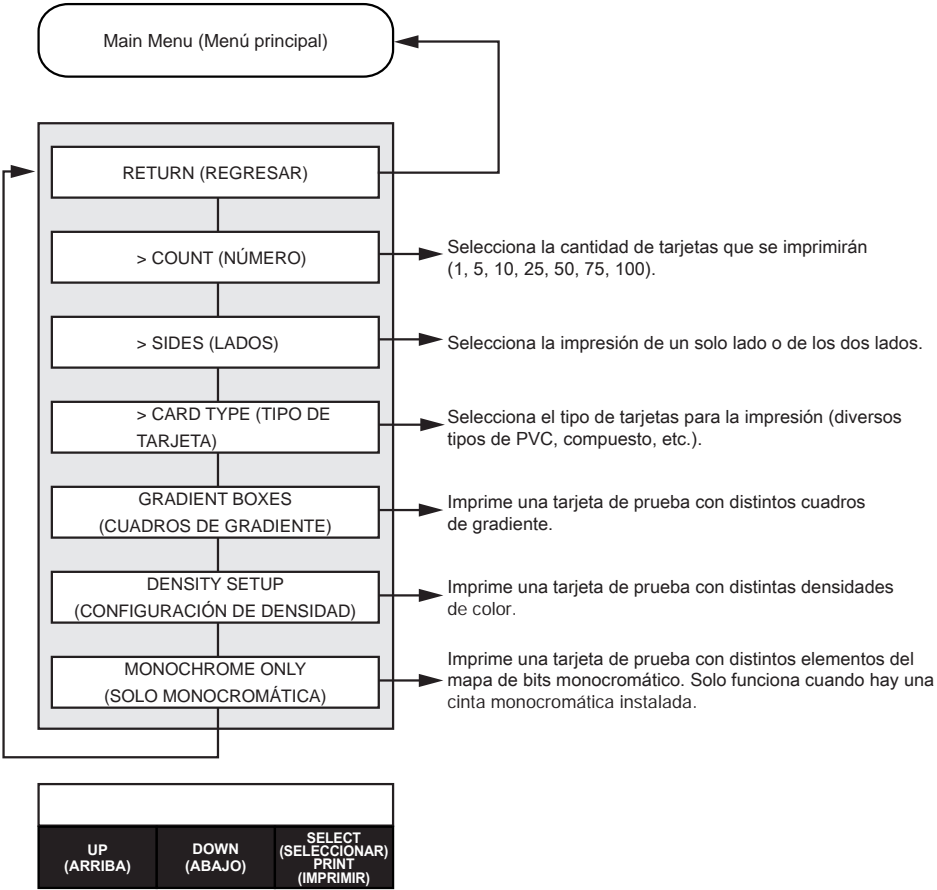 Main Menu (Menú principal)
RETURN (REGRESAR)
> COUNT (NÚMERO)
Selecciona la cantidad de tarjetas que se imprimirán
(1, 5, 10, 25, 50, 75, 100).
> SIDES (LADOS)
Selecciona la impresión de un solo lado o de los dos lados.
> CARD TYPE (TIPO DE
TARJETA)
Selecciona el tipo de tarjetas para la impresión (diversos
tipos de PVC, compuesto, etc.).
GRADIENT BOXES
(CUADROS DE GRADIENTE)
Imprime una tarjeta de prueba con distintos cuadros
de gradiente.
DENSITY SETUP
(CONFIGURACIÓN DE DENSIDAD)
Imprime una tarjeta de prueba con distintas densidades
de color.
MONOCHROME ONLY
(SOLO MONOCROMÁTICA)
Imprime una tarjeta de prueba con distintos elementos del
mapa de bits monocromático. Solo funciona cuando hay una
cinta monocromática instalada.
UP
(ARRIBA)
DOWN
(ABAJO)
SELECT
(SELECCIONAR)
PRINT
(IMPRIMIR)